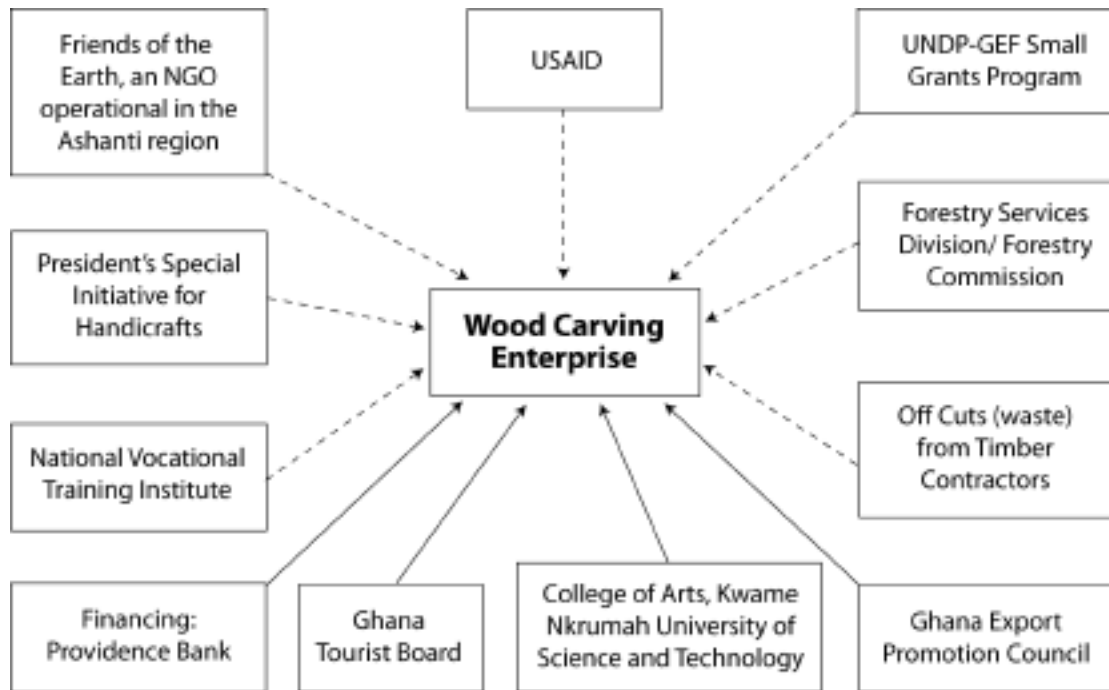 Friends of the
Earth, an NGO
operational in the
Ashanti region
USAID
UNDP-GEF Small
Grants Program
President's Special
Initiative for
Handicrafts
Forestry Services
Division/ Forestry
Commission
Wood Carving
Enterprise
National Vocational
Training Institute
Off Cuts (waste)
from Timber
Contractors
Financing:
Providence Bank
Ghana
Tourist Board
College of Arts, Kwame
Nkrumah University of
Science and Technology
Ghana Export
Promotion Council